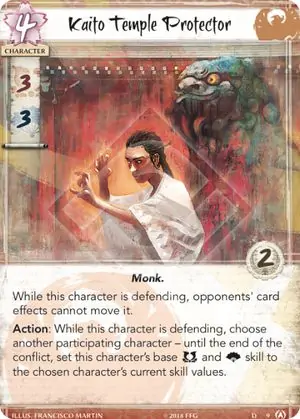 4
Kaito Temple Protector
CHARACTER
3
3
2
Monk.
While this character is defending, opponents' card
effects cannot move it.
Action: While this character is defending, choose
another participating character – until the end of the
conflict, set this character's base and skill to
the chosen character's current skill values.
ILLUS. FRANCISCO MARTIN
©2018 FFG
D 9